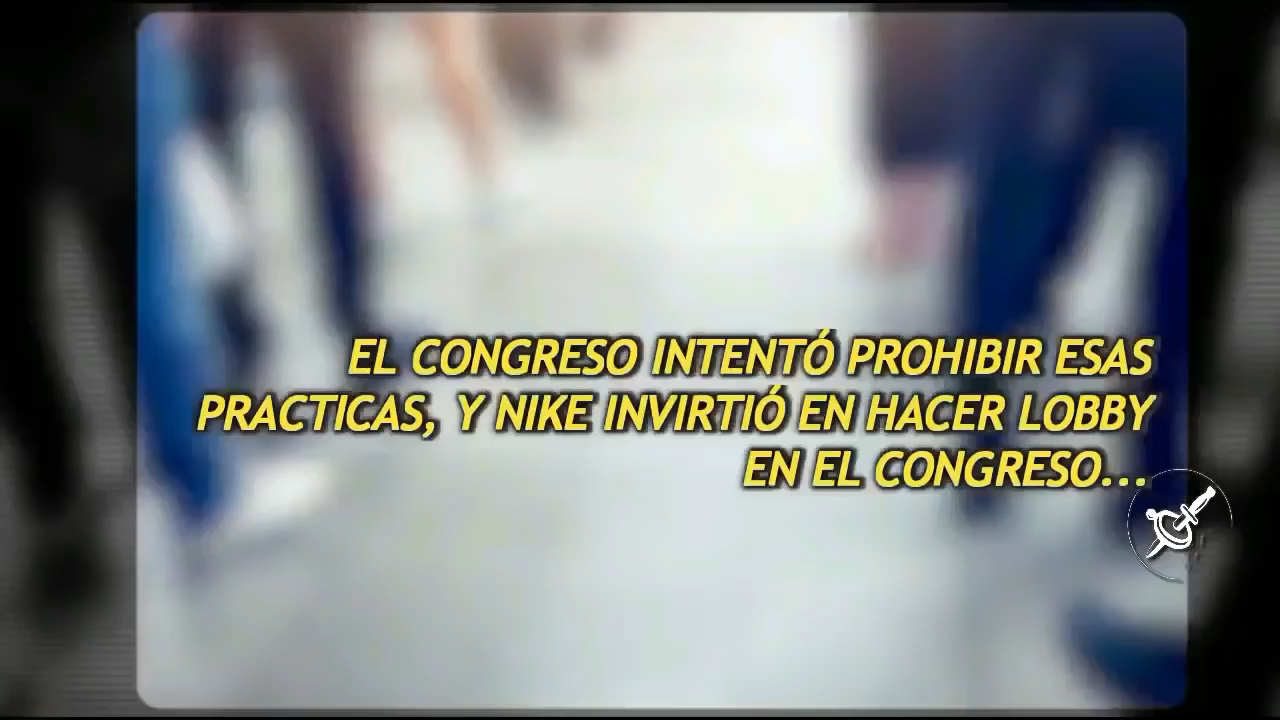 EL CONGRESO INTENTÓ PROHIBIR ESAS
PRACTICAS, Y NIKE INVIRTIÓ EN HACER LOBBY
EN EL CONGRESO...